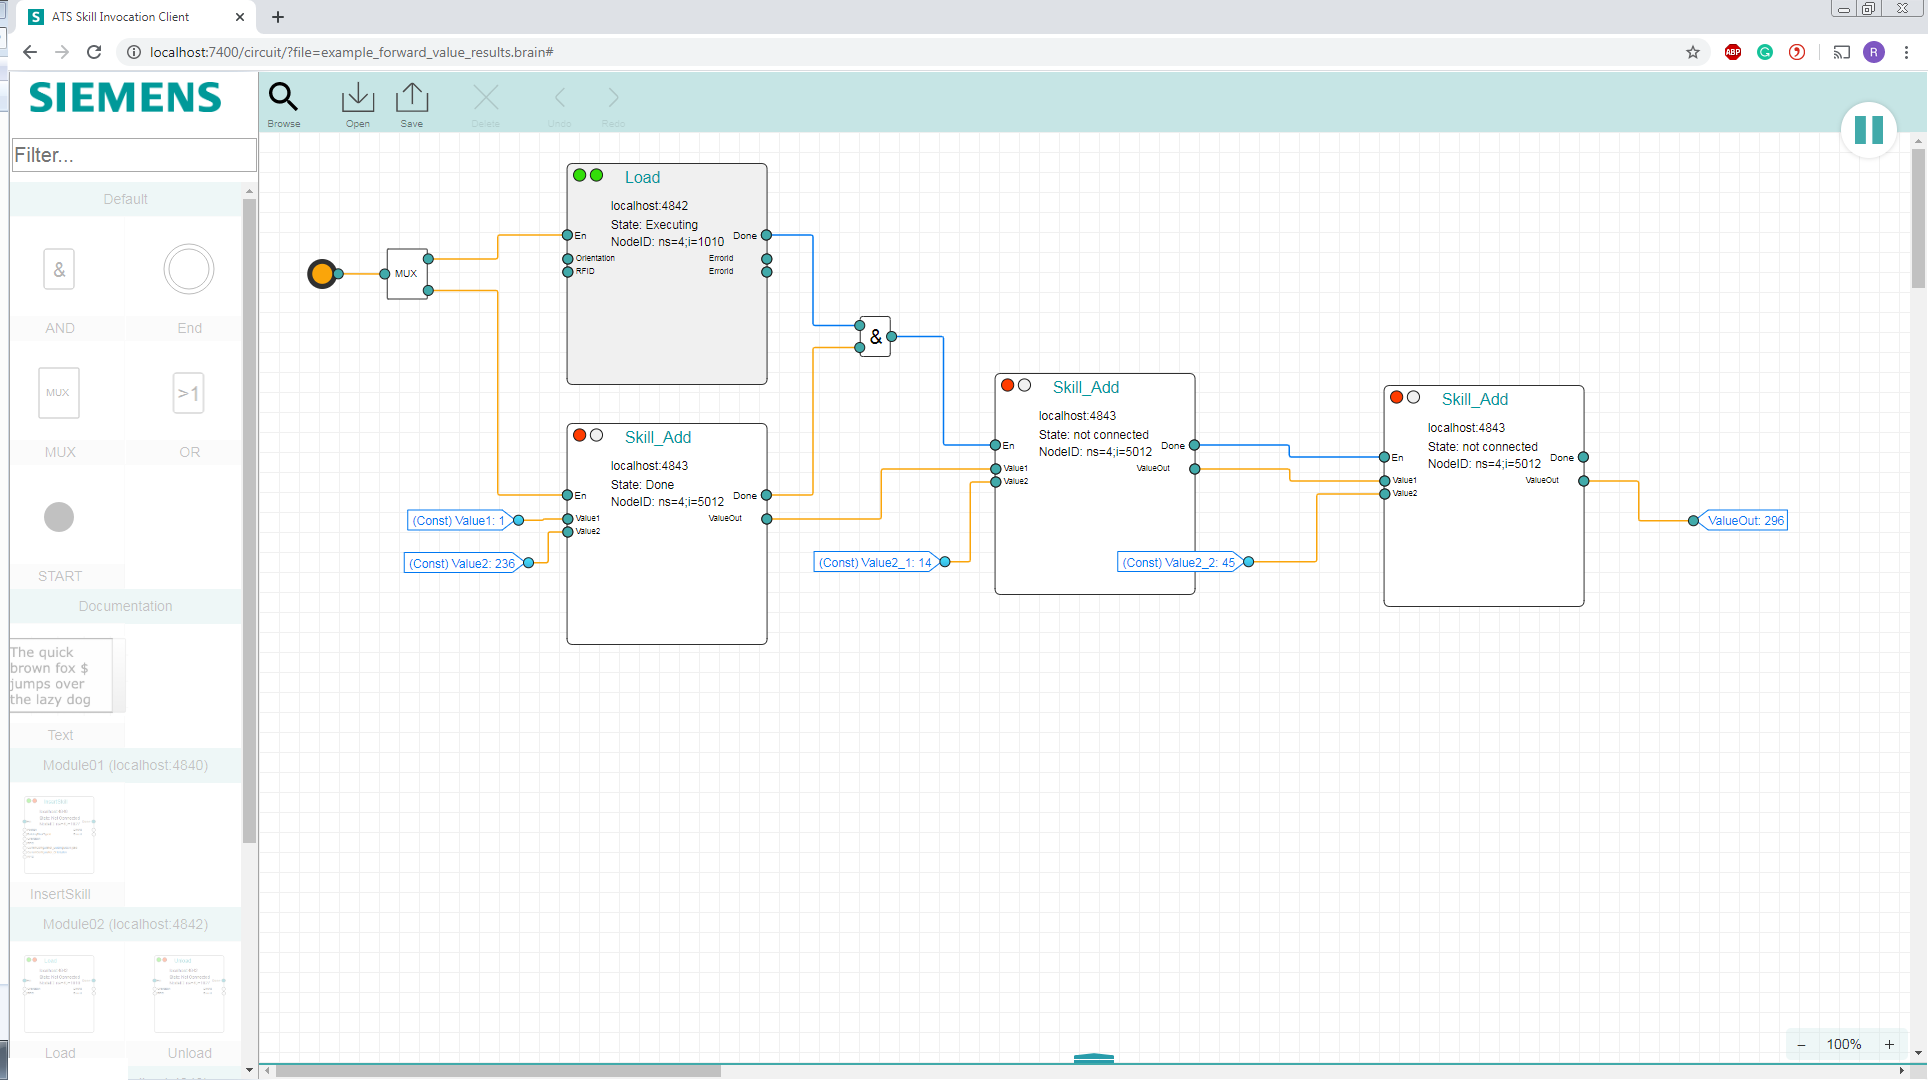 ATS Skill Invocation Client
localhost:7400/circuit/?file=example_forward_value_results.brain#
ABP
G
R
SIEMENS
Browse
Open
Save
Delete
Undo
Redo
Filter...
Default
&
AND
End
MUX
>1
MUX
OR
START
Documentation
The quick
brown fox $
jumps over
the lazy dog
Text
Module01 (localhost:4840)
InsertSkill
Module02 (localhost:4842)
Load
Unload
MUX
Load
localhost:4842
State: Executing
NodeID: ns=4;i=1010
En
Orientation
RFID
Done
ErrorId
ErrorId
Skill_Add
localhost:4843
State: Done
NodeID: ns=4;i=5012
En
Value1
Value2
Done
ValueOut
(Const) Value1: 1
(Const) Value2: 236
&
(Const) Value2_1: 14
Skill_Add
localhost:4843
State: not connected
NodeID: ns=4;i=5012
En
Value1
Value2
Done
ValueOut
(Const) Value2_2: 45
Skill_Add
localhost:4843
State: not connected
NodeID: ns=4;i=5012
En
Value1
Value2
Done
ValueOut
ValueOut: 296
100%